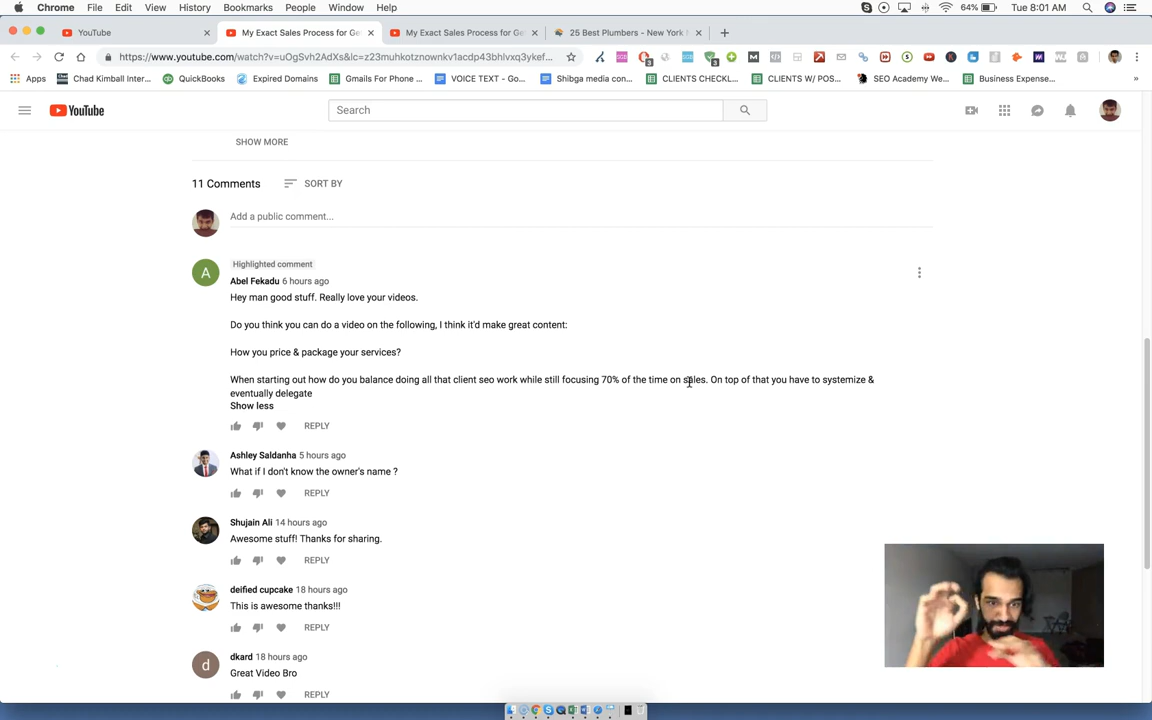 Chrome File Edit View History Bookmarks People Window Help 64% Tue 8:01 AM
YouTube My Exact Sales Process for Ge My Exact Sales Process for Ge 25 Best Plumbers - New York
https://www.youtube.com/watch?v=uOgSvh2AdXs&lc=z23muhkotznownkv1acdp43bhlvxq3ykef...
Apps Chad Kimball Inter... QuickBooks Expired Domains Gmails For Phone ... VOICE TEXT - Go... Shibga media con... CLIENTS CHECKL... CLIENTS W/ POS... SEO Academy We... Business Expense... »
YouTube Search
SHOW MORE
11 Comments SORT BY
Add a public comment...
Highlighted comment
A Abel Fekadu 6 hours ago
Hey man good stuff. Really love your videos.
Do you think you can do a video on the following, I think it'd make great content:
How you price & package your services?
When starting out how do you balance doing all that client seo work while still focusing 70% of the time on sales. On top of that you have to systemize &
eventually delegate
Show less
REPLY
Ashley Saldanha 5 hours ago
What if I don't know the owner's name ?
REPLY
Shujain Ali 14 hours ago
Awesome stuff! Thanks for sharing.
REPLY
deified cupcake 18 hours ago
This is awesome thanks!!!
REPLY
d dkard 18 hours ago
Great Video Bro
REPLY